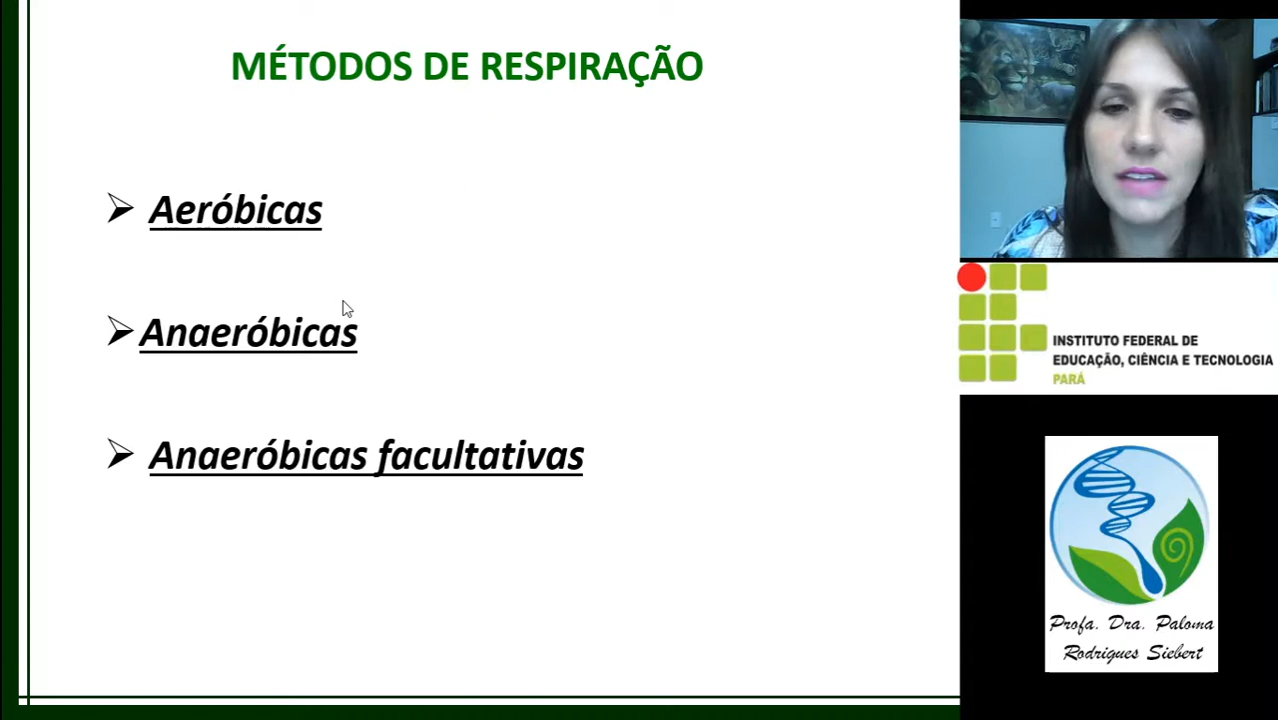 MÉTODOS DE RESPIRAÇÃO
Aeróbicas
Anaeróbicas
Anaeróbicas facultativas
INSTITUTO FEDERAL DE
EDUCAÇÃO, CIÊNCIA E TECNOLOGIA
PARÁ
Profa. Dra. Paloma
Rodrigues Siebert